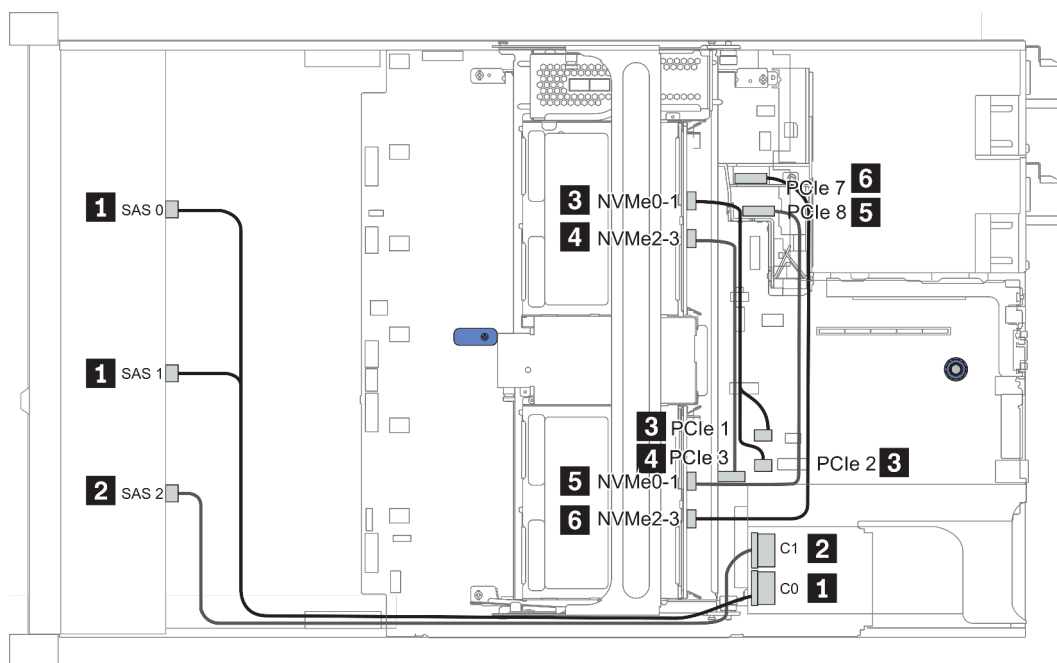 1 SAS 0
1 SAS 1
2 SAS 2
3 NVMe0-1
4 NVMe2-3
PCIe 7 6
PCIe 8 5
3 PCIe 1
4 PCIe 3
PCIe 2 3
5 NVMe0-1
6 NVMe2-3
C1 2
C0 1